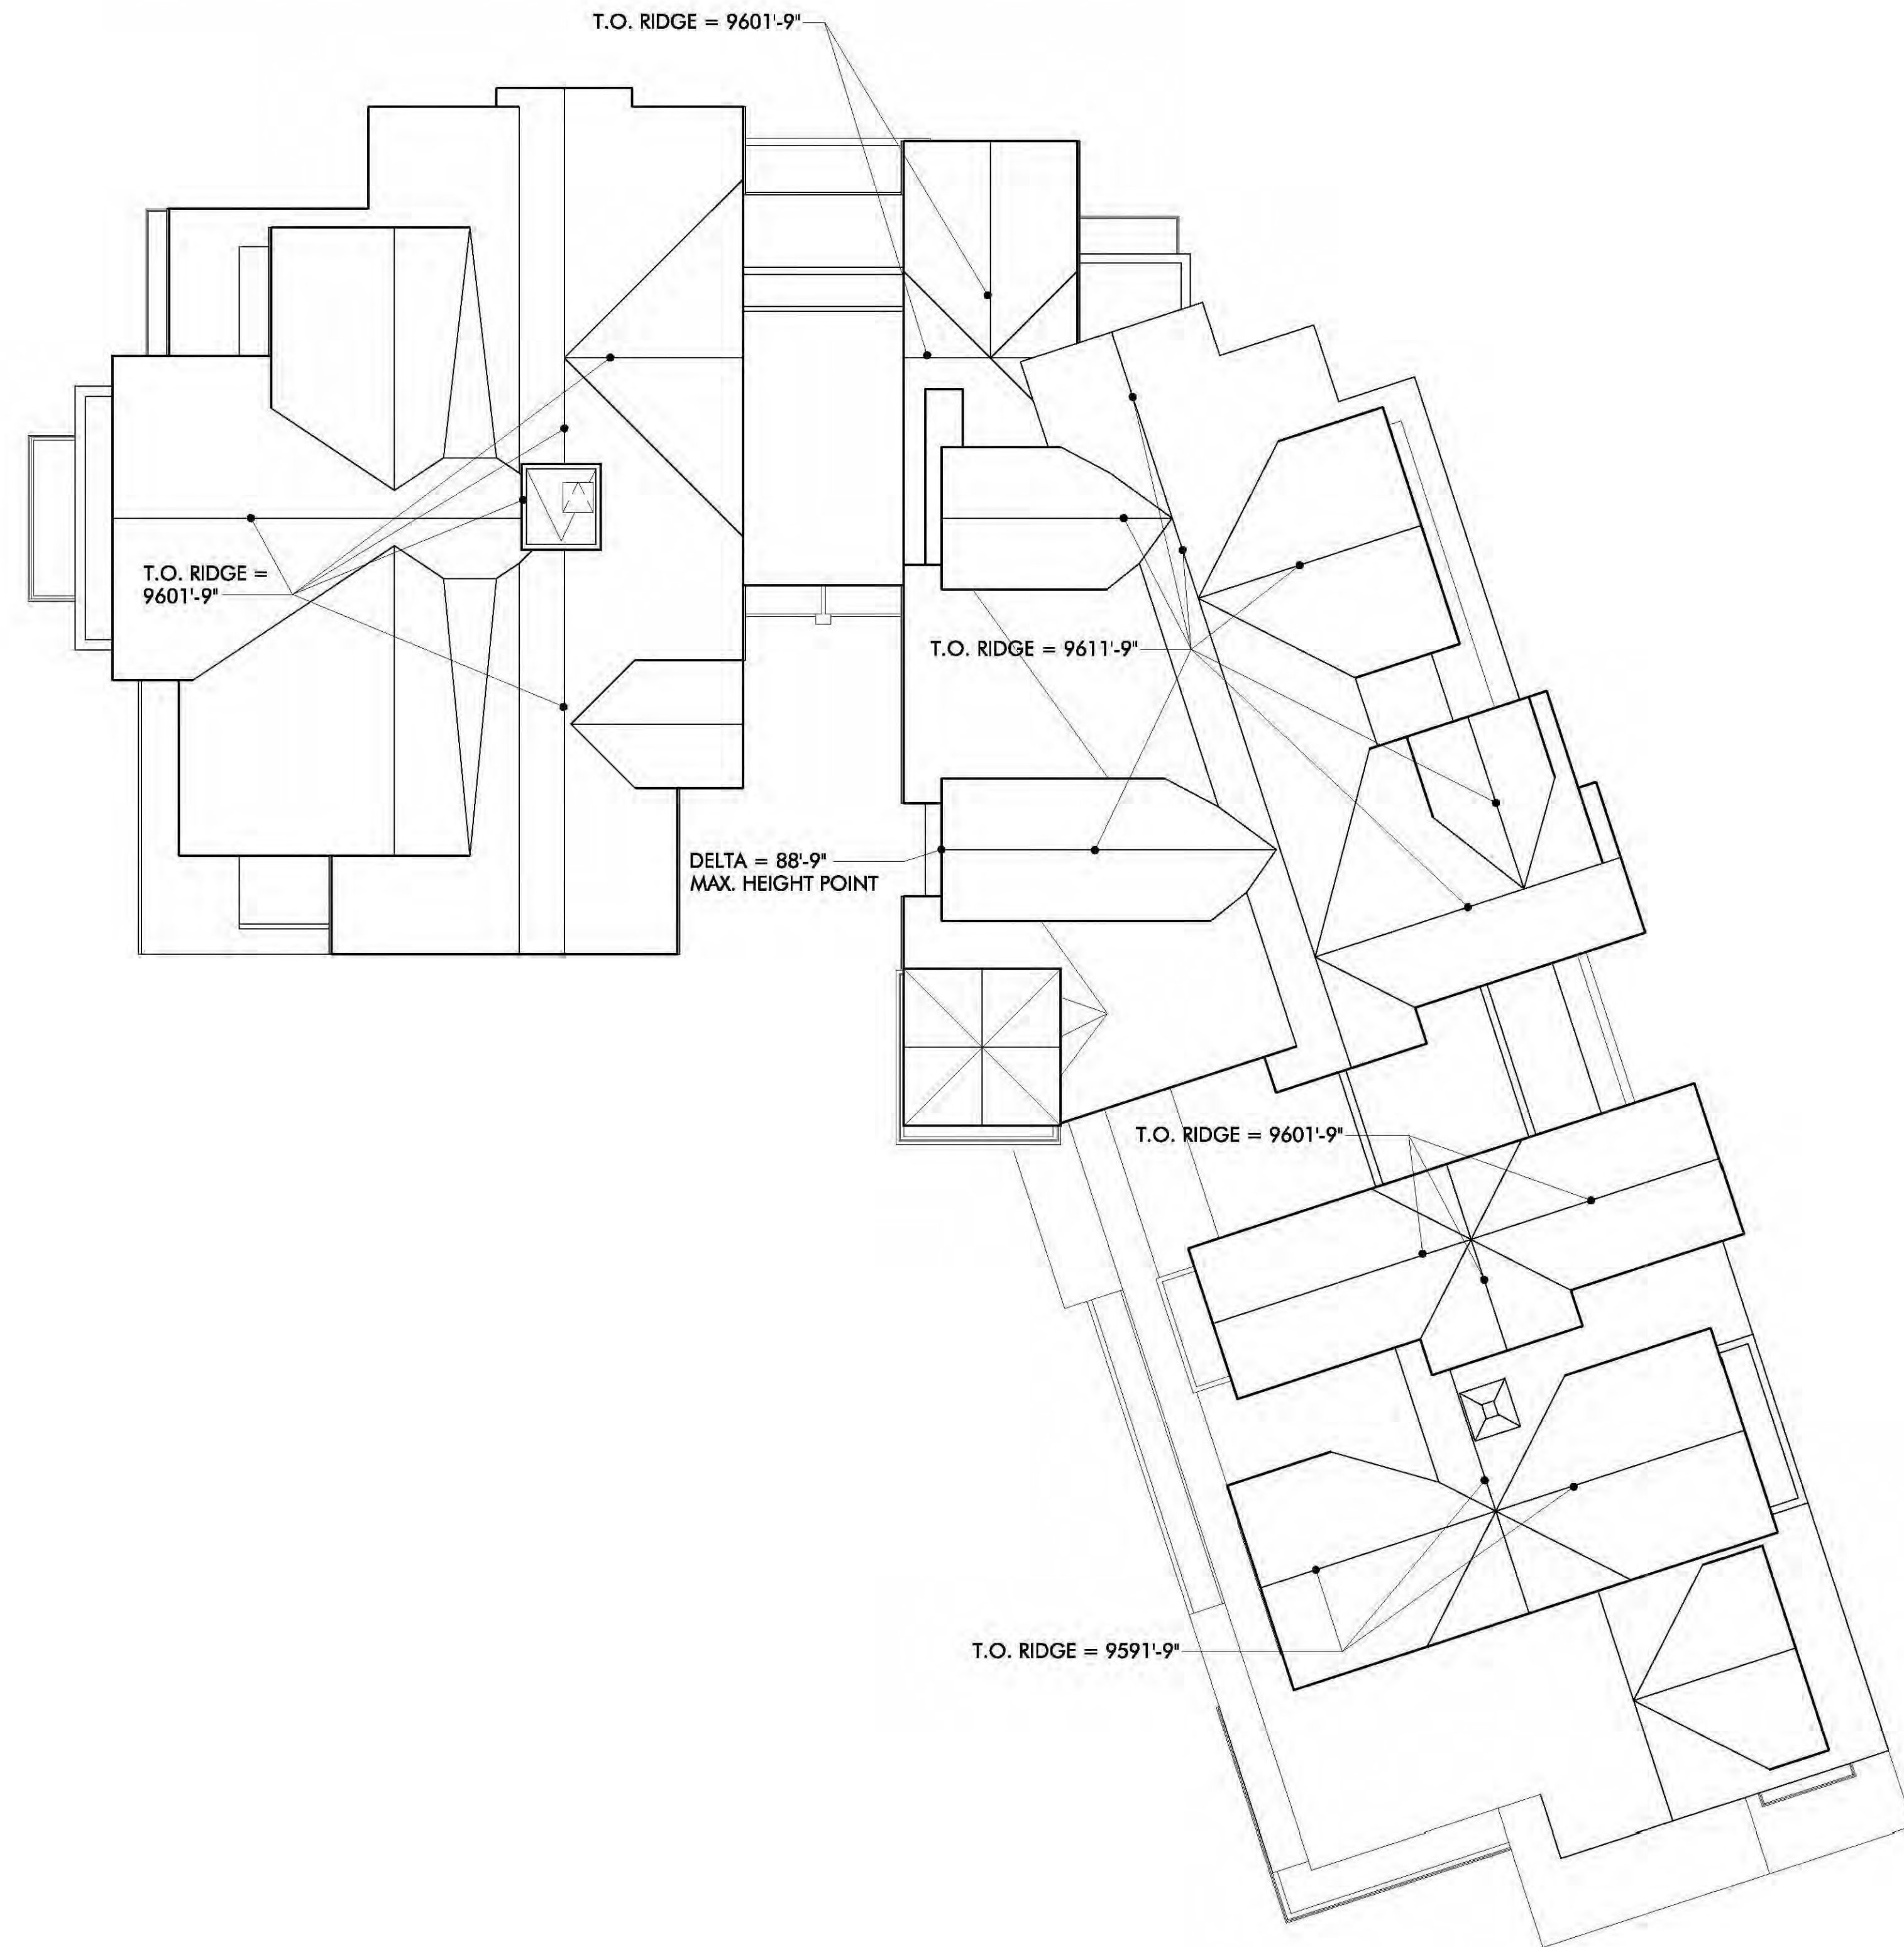 T.O. RIDGE = 9601'-9"
T.O. RIDGE =
9601'-9"
T.O. RIDGE = 9611'-9"
DELTA = 88'-9"
MAX. HEIGHT POINT
T.O. RIDGE = 9601'-9"
T.O. RIDGE = 9591'-9"